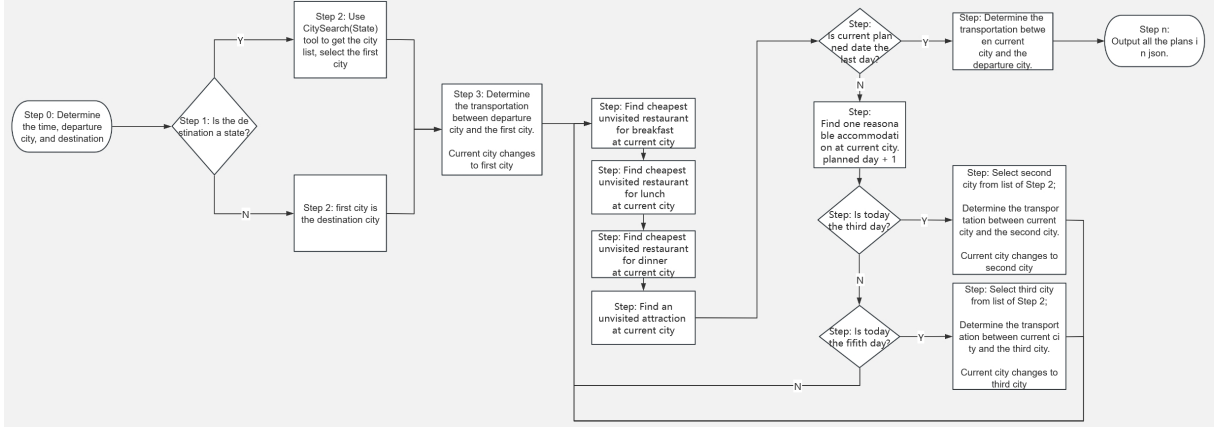 Step 0: Determine
the time, departure
city, and destination
Step 1: Is the de
stination a state?
Y
N
Step 2: Use
CitySearch(State)
tool to get the city
list, select the first
city
Step 2: first city is
the destination city
Step 3: Determine
the transportation
between departure
city and the first city.
Current city changes
to first city
Step: Find cheapest
unvisited restaurant
for breakfast
at current city
Step: Find cheapest
unvisited restaurant
for lunch
at current city
Step: Find cheapest
unvisited restaurant
for dinner
at current city
Step: Find an
unvisited attraction
at current city
Step:
Is current plan
ned date the
last day?
Y
N
Step: Determine the
transportation betwe
en current
city and the
departure city.
Step n:
Output all the plans i
n json.
Step:
Find one reasona
ble accommodati
on at current city.
planned day + 1
Step: Is today
the third day?
Y
N
Step: Select second
city from list of Step 2;
Determine the transpor
tation between current
city and the second city.
Current city changes to
second city
Step: Is today
the fifth day?
Y
N
Step: Select third city
from list of Step 2;
Determine the transport
ation between current ci
ty and the third city.
Current city changes to
third city